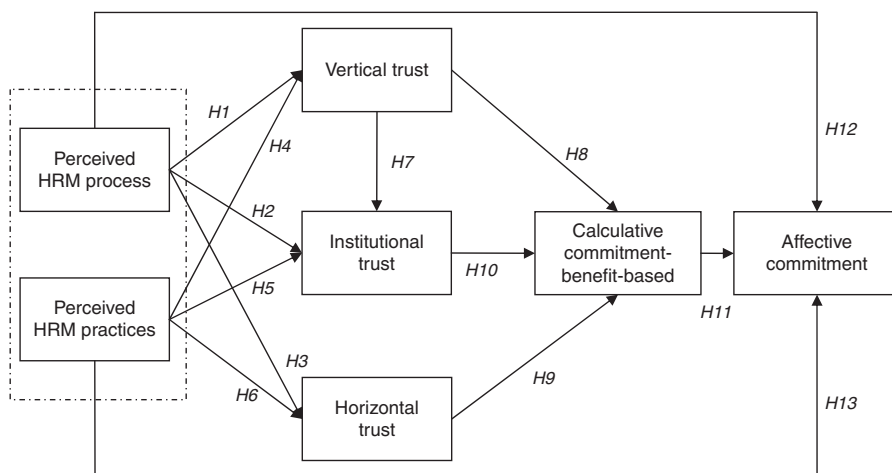 Vertical trust
H1
H12
H4
Perceived
HRM process
H7
H8
H2
Institutional
trust
Calculative
commitment-
benefit-based
Affective
commitment
H10
H5
Perceived
HRM practices
H11
H3
H6
H9
Horizontal
trust
H13